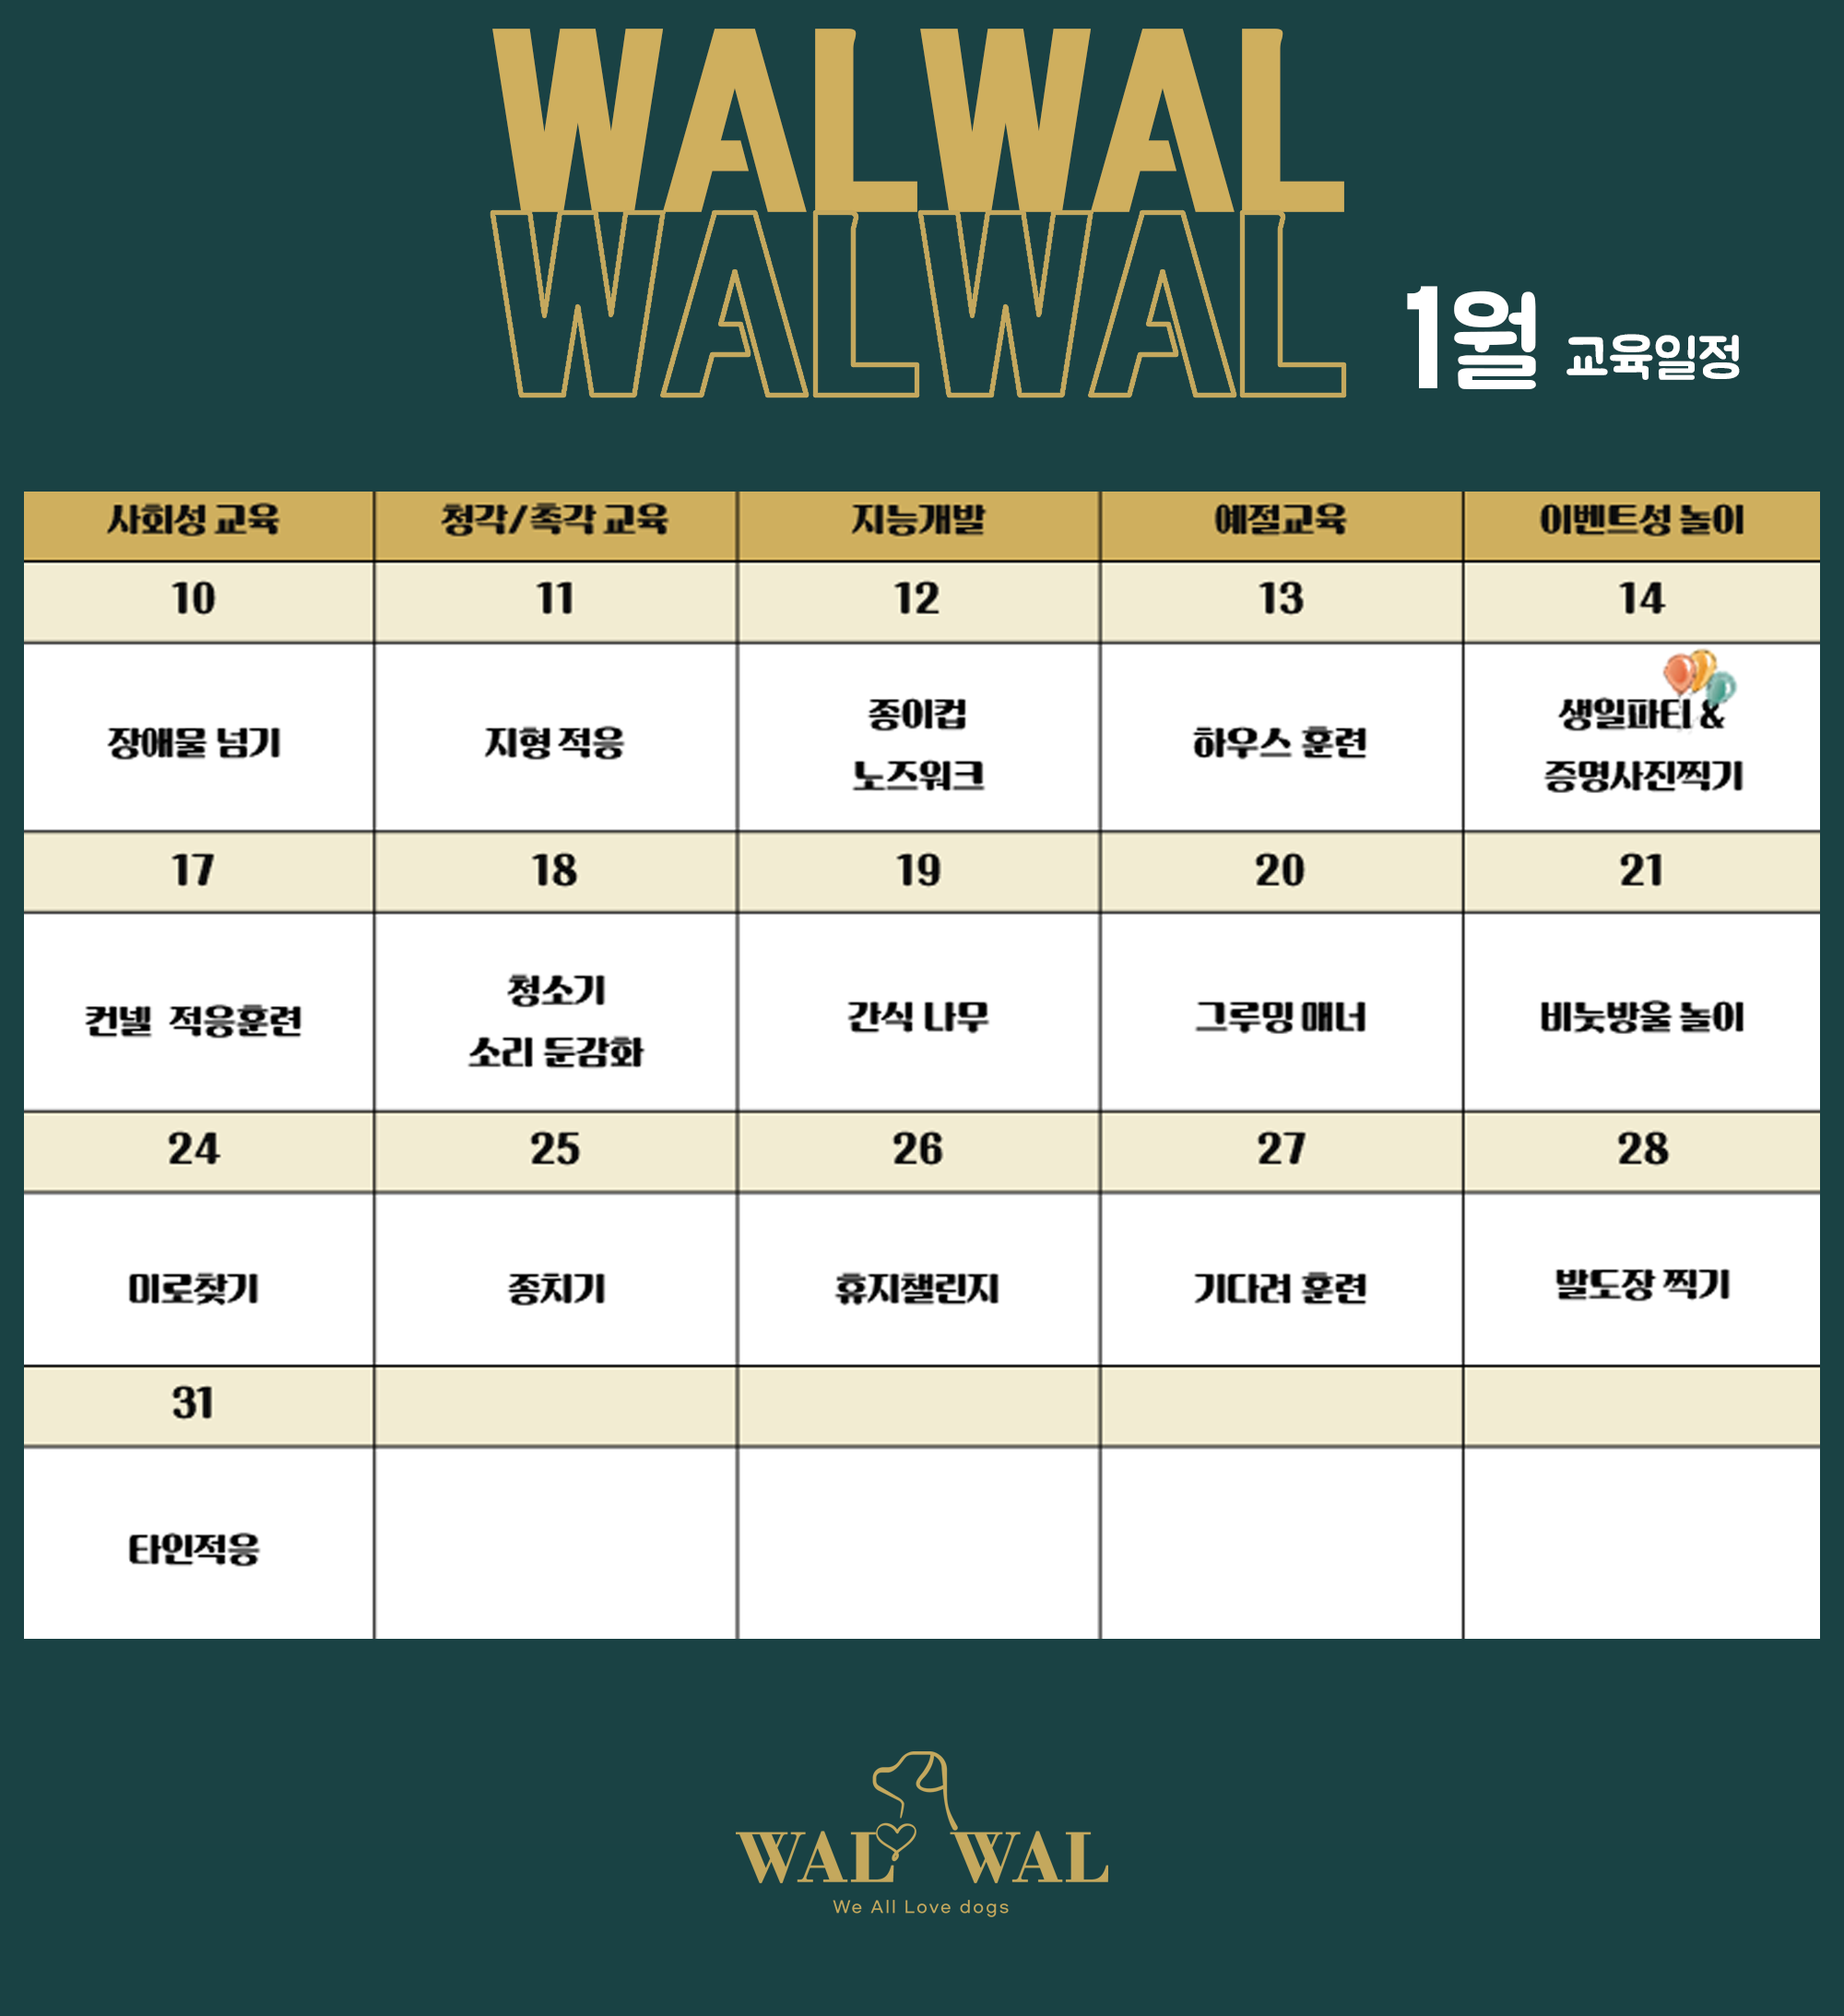 WALWAL
WALWAL
1월 교육일정
사회성 교육 청각/촉각 교육 지능개발 예절교육 이벤트성 놀이
10 11 12 13 14
장애물 넘기
지형 적응
종이컵
노즈워크
하우스 훈련
생일파티 &
증명사진찍기
17 18 19 20 21
컨넬 적응훈련
청소기
소리 둔감화
간식 나무
그루밍 매너
비눗방울 놀이
24 25 26 27 28
미로찾기
종치기
휴지챌린지
기다려 훈련
발도장 찍기
31
타인적응
WAL WAL
We All Love dogs